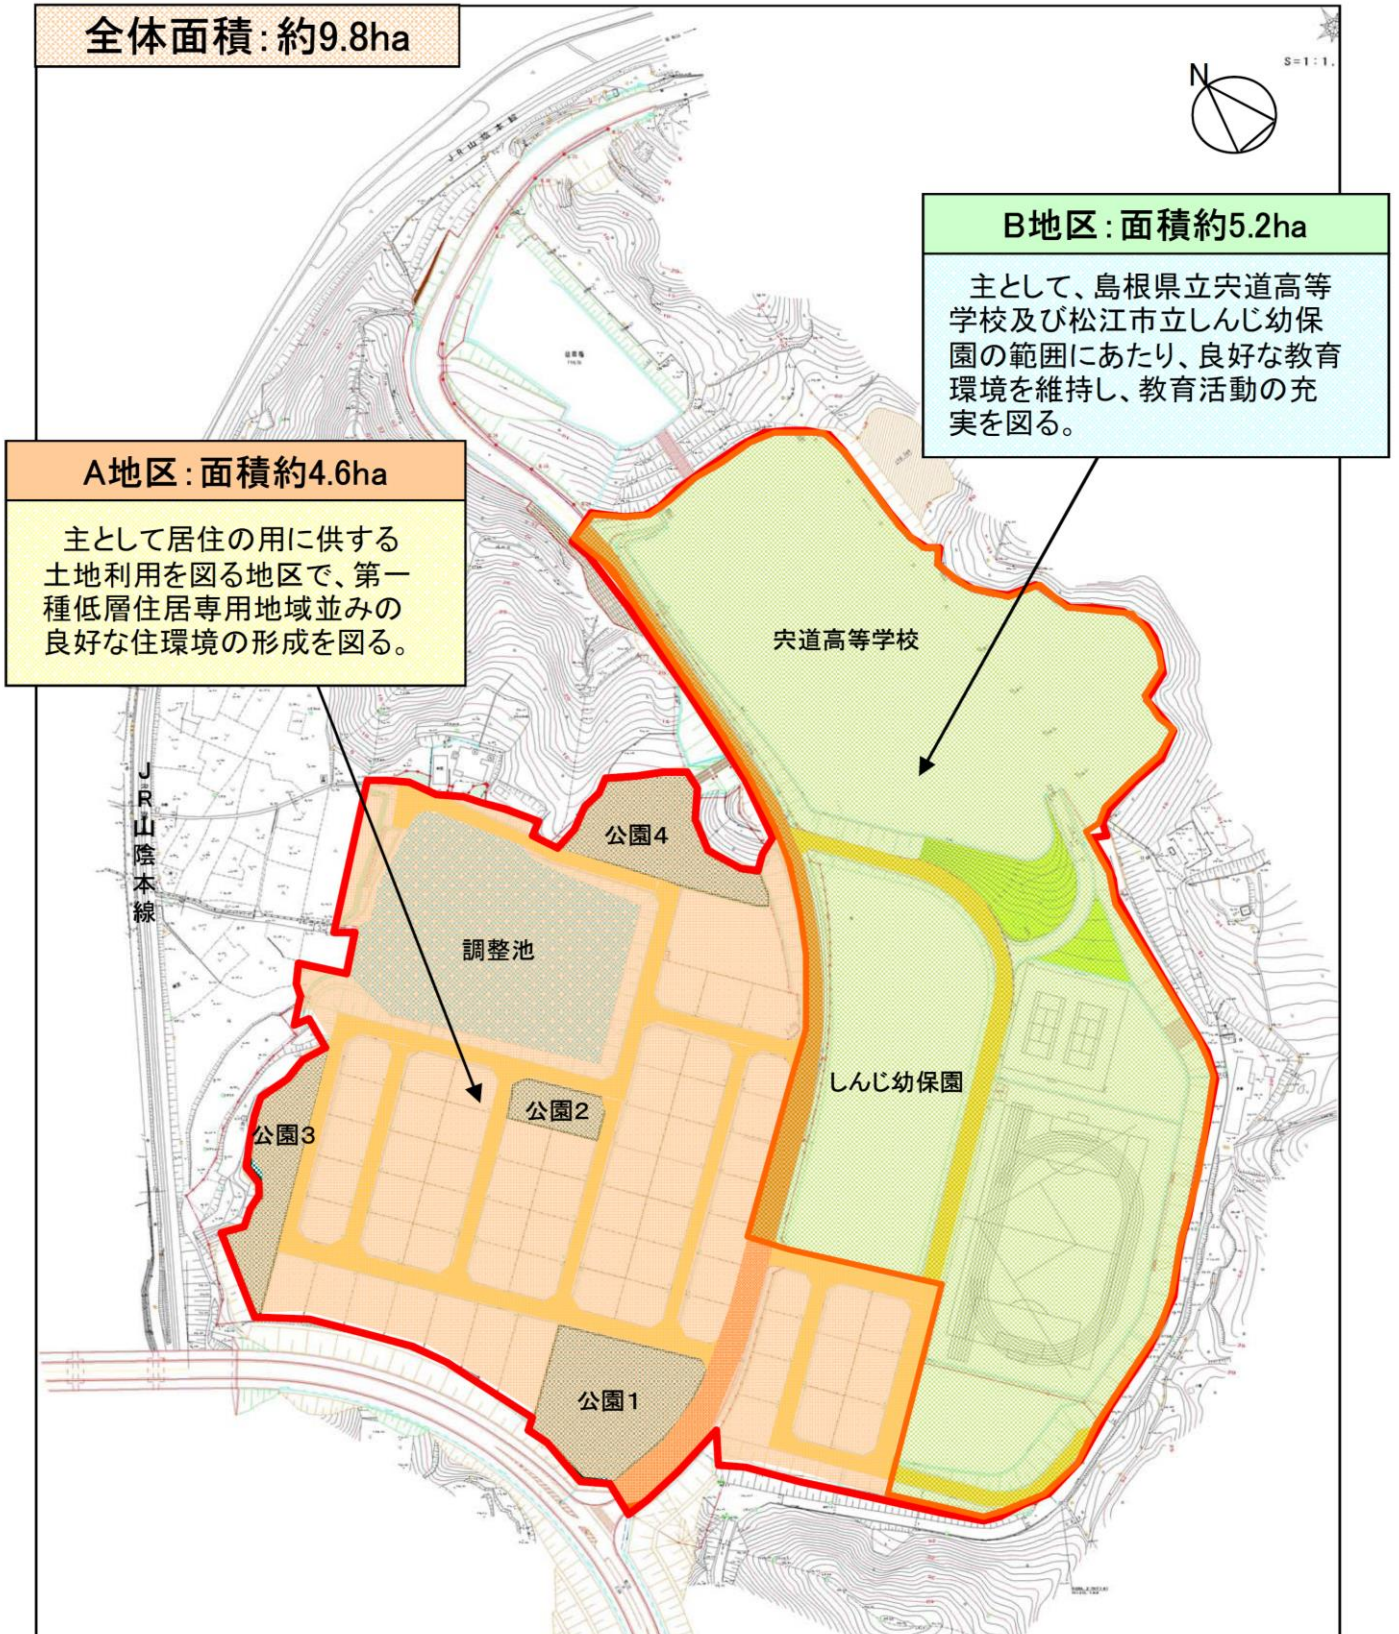 全体面積：約9.8ha
S=1:1.
N
JR山陰本線
B地区：面積約5.2ha
主として、島根県立宍道高等
学校及び松江市立しんじ幼保
園の範囲にあたり、良好な教育
環境を維持し、教育活動の充
実を図る。
A地区：面積約4.6ha
主として居住の用に供する
土地利用を図る地区で、第一
種低層住居専用地域並みの
良好な住環境の形成を図る。
宍道高等学校
JR山陰本線
公園4
調整池
しんじ幼保園
公園2
公園3
公園1